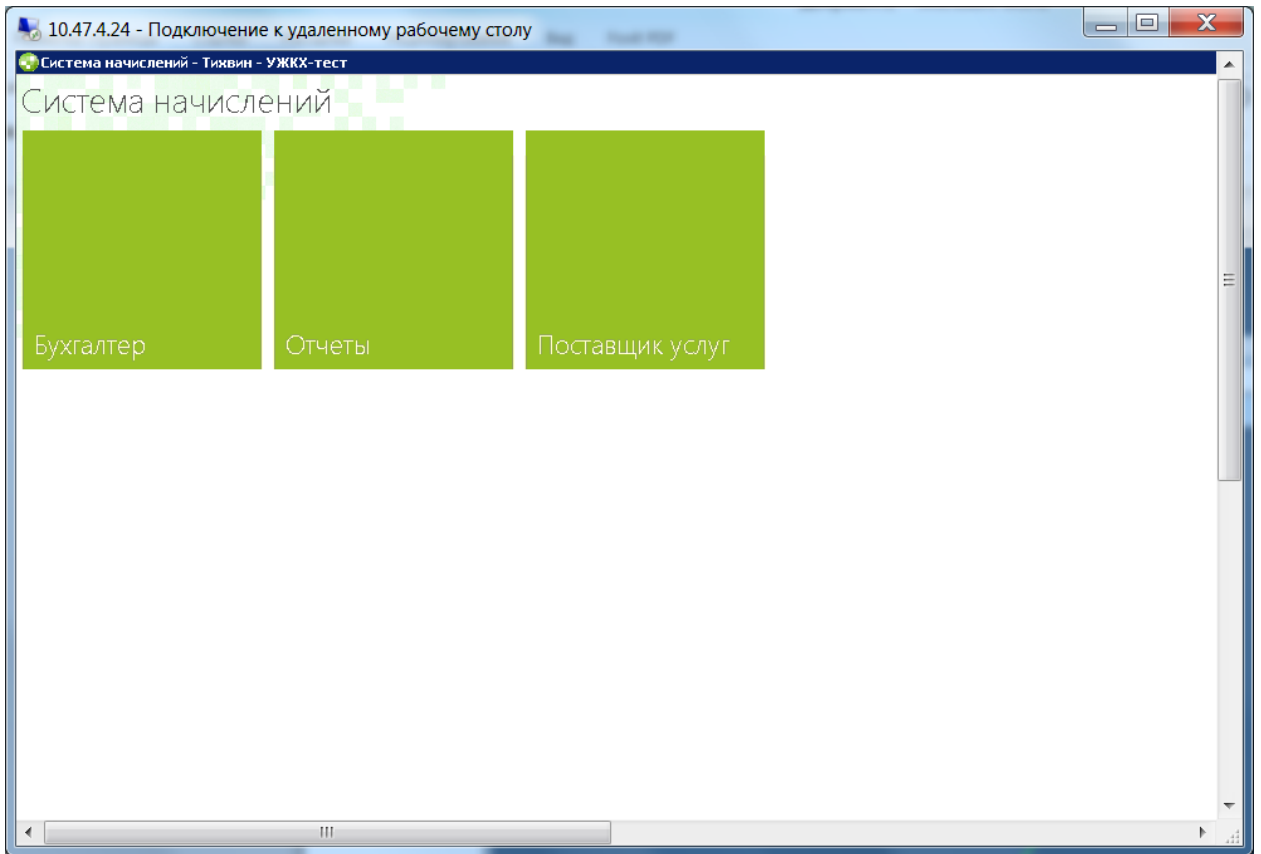 10.47.4.24 - Подключение к удаленному рабочему столу
Система начислений - Тихвин - УЖКХ-тест
Система начислений
Бухгалтер
Отчеты
Поставщик услуг